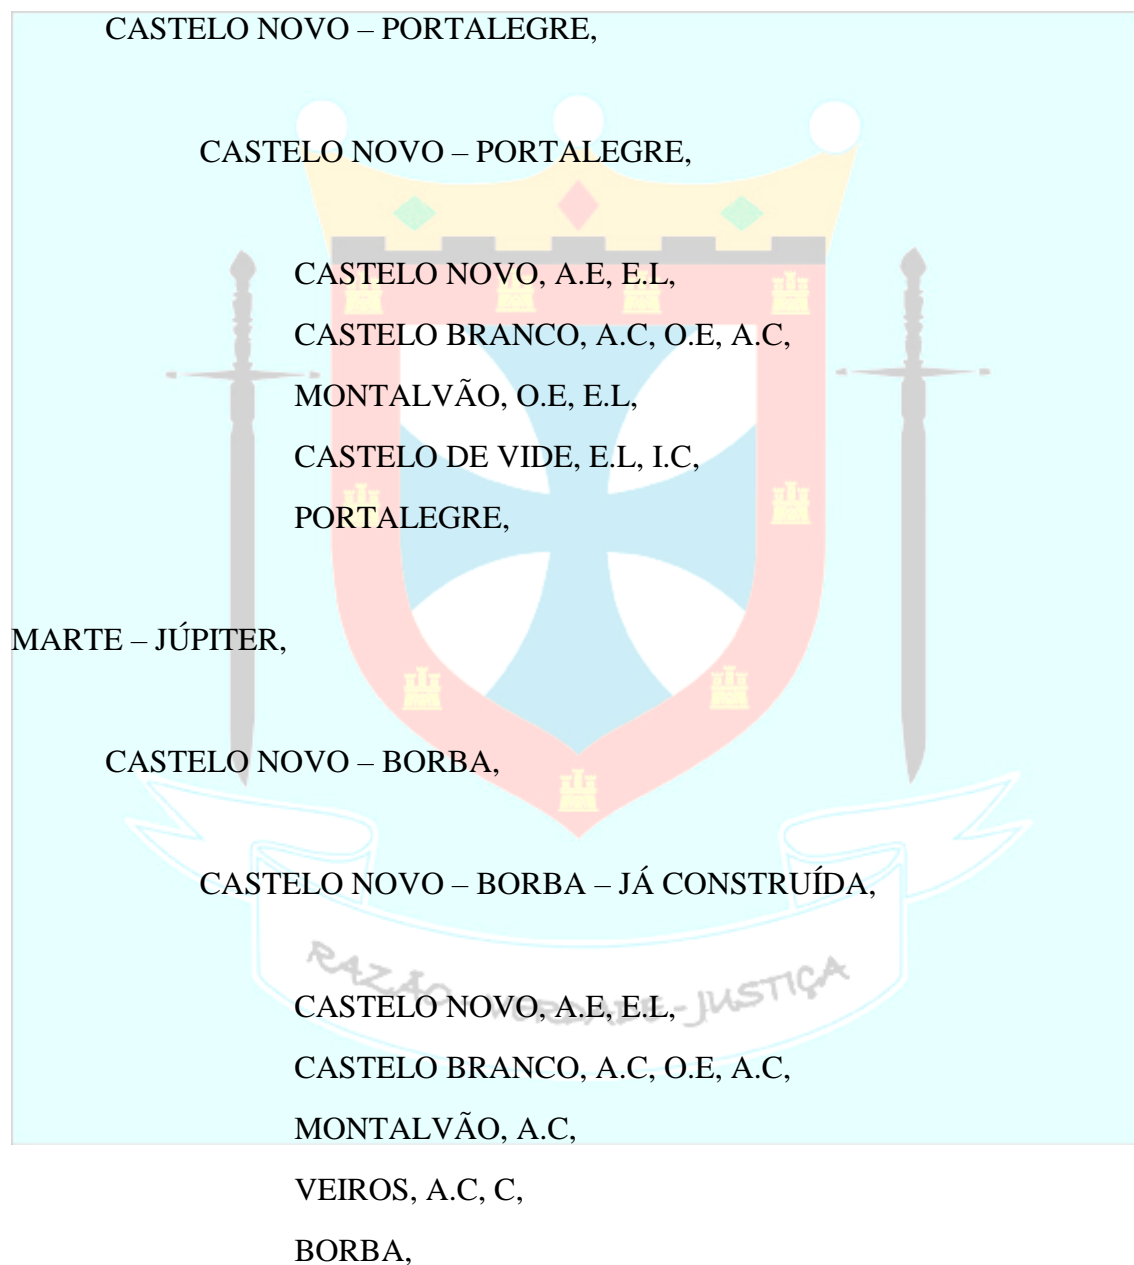 CASTELO NOVO – PORTALEGRE,
CASTELO NOVO – PORTALEGRE,
CASTELO NOVO, A.E, E.L,
CASTELO BRANCO, A.C, O.E, A.C,
MONTALVÃO, O.E, E.L,
CASTELO DE VIDE, E.L, I.C,
PORTALEGRE,
MARTE – JÚPITER,
CASTELO NOVO – BORBA,
CASTELO NOVO – BORBA – JÁ CONSTRUÍDA,
RAZÃO - VERDADE - JUSTIÇA
CASTELO NOVO, A.E, E.L,
CASTELO BRANCO, A.C, O.E, A.C,
MONTALVÃO, A.C,
VEIROS, A.C, C,
BORBA,